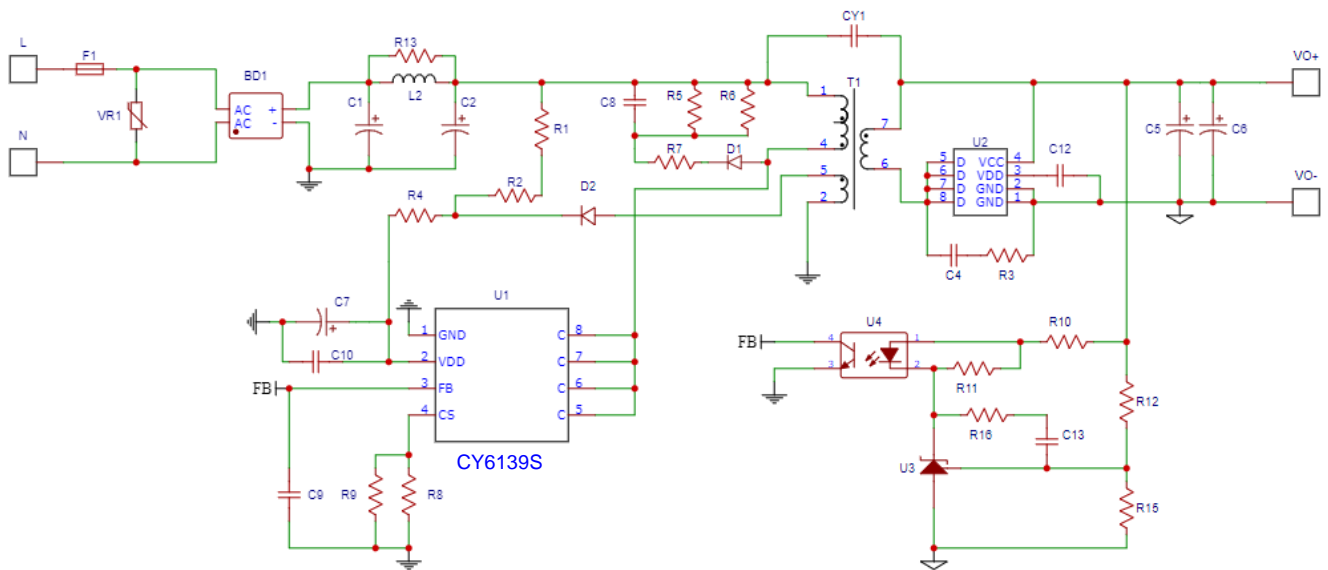 CY1
L
F1
R13
BD1
L2
VR1
AC +
AC -
C1
C2
R1
C8
R5
R6
T1
1
4
5
2
7
6
VO+
N
R7
D1
R2
D2
R4
U2
5 D VCC 4
6 D VDD 3
7 D GND 2
8 D GND 1
C12
C5
C6
VO-
C4
R3
C7
C10
U1
1 GND C 8
2 VDD C 7
3 FB C 6
4 CS C 5
FB
CY6139S
C9
R9
R8
U4
FB
4
3
1
2
R10
R11
R12
R16
C13
U3
R15